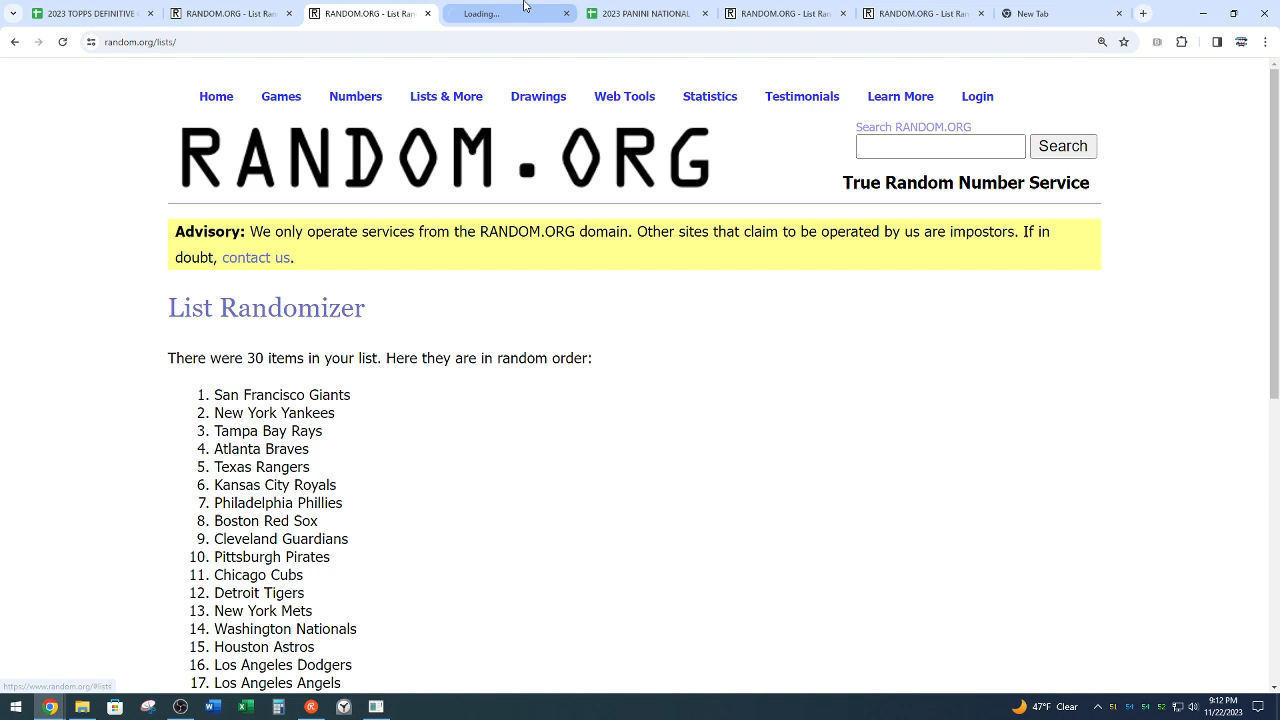 2023 TOPPS DEFINITIVE
RANDOM.ORG - List Ran
RANDOM.ORG - List Ran
Loading...
2023 PANINI NATIONAL
RANDOM.ORG - List Ran
RANDOM.ORG - List Ran
New Tab
random.org/lists/
Home Games Numbers Lists & More Drawings Web Tools Statistics Testimonials Learn More Login
RANDOM.ORG
Search RANDOM.ORG
Search
True Random Number Service
Advisory: We only operate services from the RANDOM.ORG domain. Other sites that claim to be operated by us are impostors. If in
doubt, contact us.
List Randomizer
There were 30 items in your list. Here they are in random order:
1. San Francisco Giants
2. New York Yankees
3. Tampa Bay Rays
4. Atlanta Braves
5. Texas Rangers
6. Kansas City Royals
7. Philadelphia Phillies
8. Boston Red Sox
9. Cleveland Guardians
10. Pittsburgh Pirates
11. Chicago Cubs
12. Detroit Tigers
13. New York Mets
14. Washington Nationals
15. Houston Astros
16. Los Angeles Dodgers
17. Los Angeles Angels
https://www.random.org/#lists
47°F Clear
51 54 54 52
9:12 PM
11/22/2023